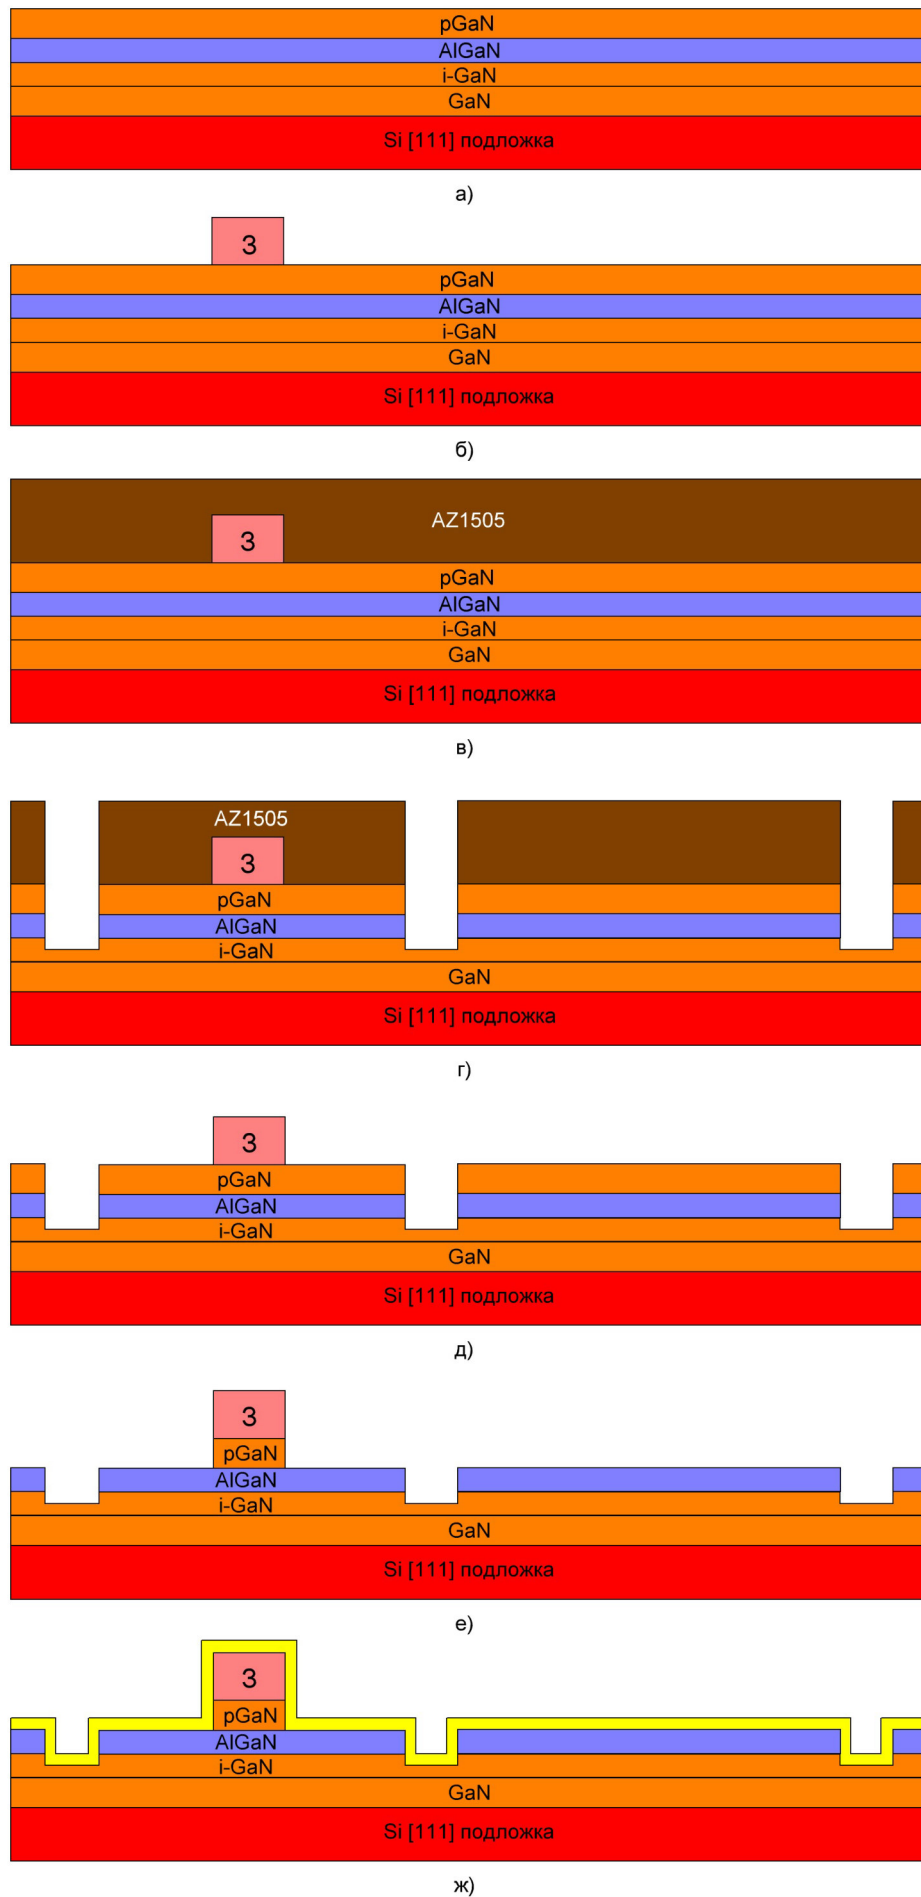 pGaN
AlGaN
i-GaN
GaN
Si [111] подложка
а)
З
pGaN
AlGaN
i-GaN
GaN
Si [111] подложка
б)
AZ1505
З
pGaN
AlGaN
i-GaN
GaN
Si [111] подложка
в)
AZ1505
З
pGaN
AlGaN
i-GaN
GaN
Si [111] подложка
г)
З
pGaN
AlGaN
i-GaN
GaN
Si [111] подложка
д)
З
pGaN
AlGaN
i-GaN
GaN
Si [111] подложка
е)
З
pGaN
AlGaN
i-GaN
GaN
Si [111] подложка
ж)